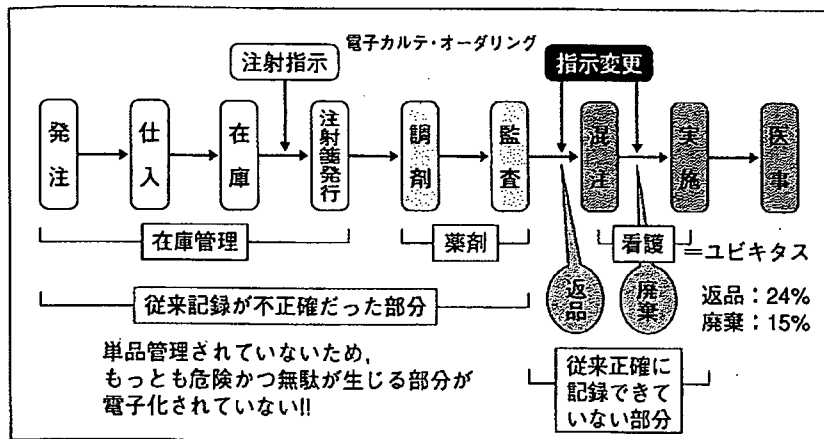 電子カルテ・オーダリング
注射指示
指示変更
発注
仕入
在庫
注射箋発行
調剤
監査
混注
実施
医事
在庫管理
薬剤
看護
=ユビキタス
返品
廃棄
返品:24%
廃棄:15%
従来記録が不正確だった部分
単品管理されていないため,
もっとも危険かつ無駄が生じる部分が
電子化されていない!!
従来正確に
記録できて
いない部分